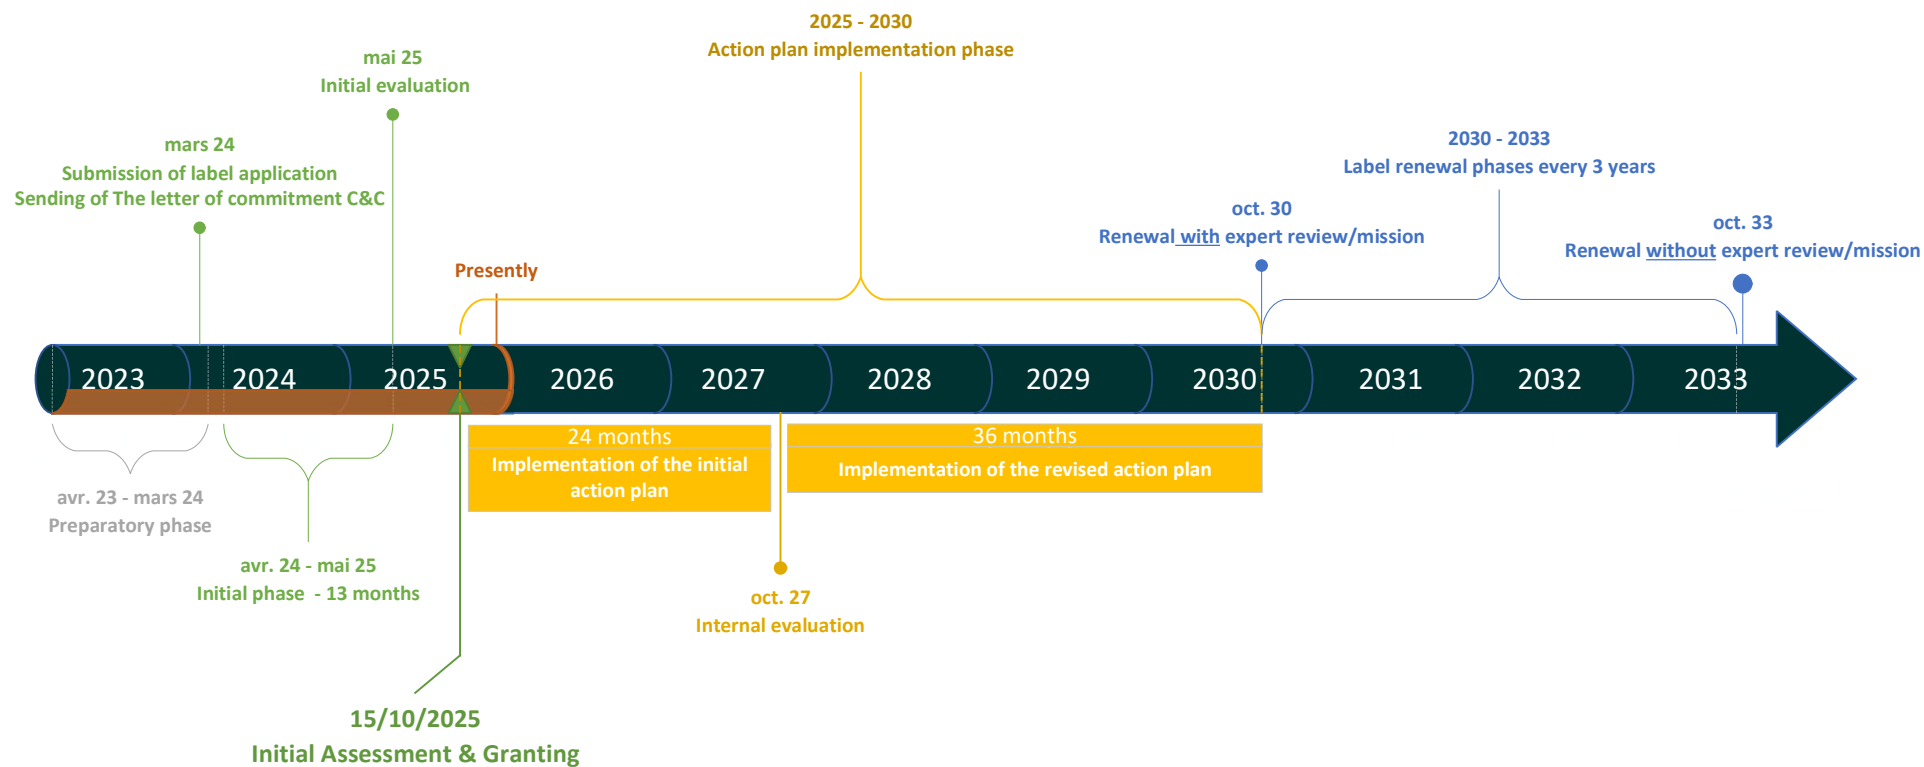 2025 - 2030
Action plan implementation phase
mai 25
Initial evaluation
mars 24
Submission of label application
Sending of The letter of commitment C&C
2030 - 2033
Label renewal phases every 3 years
oct. 30
Renewal with expert review/mission
oct. 33
Renewal without expert review/mission
Presently
2023
2024
2025
2026
2027
2028
2029
2030
2031
2032
2033
24 months
Implementation of the initial
action plan
36 months
Implementation of the revised action plan
avr. 23 - mars 24
Preparatory phase
avr. 24 - mai 25
Initial phase  - 13 months
oct. 27
Internal evaluation
15/10/2025
Initial Assessment & Granting